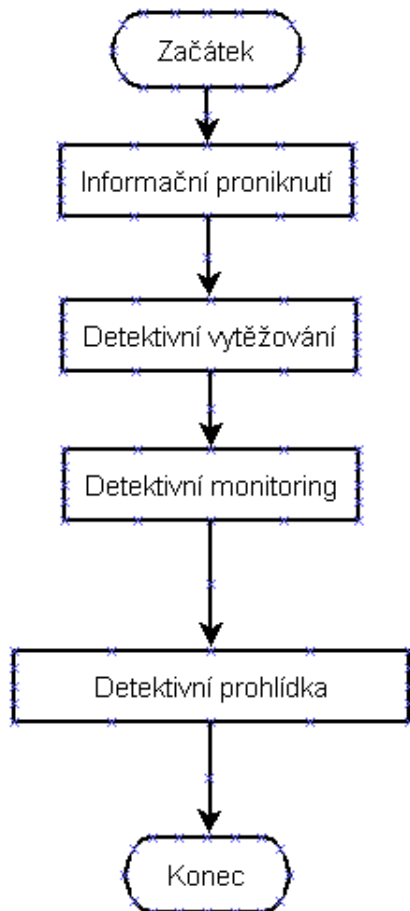 Začátek
Informační proniknutí
Detektivní vytěžování
Detektivní monitoring
Detektivní prohlídka
Konec